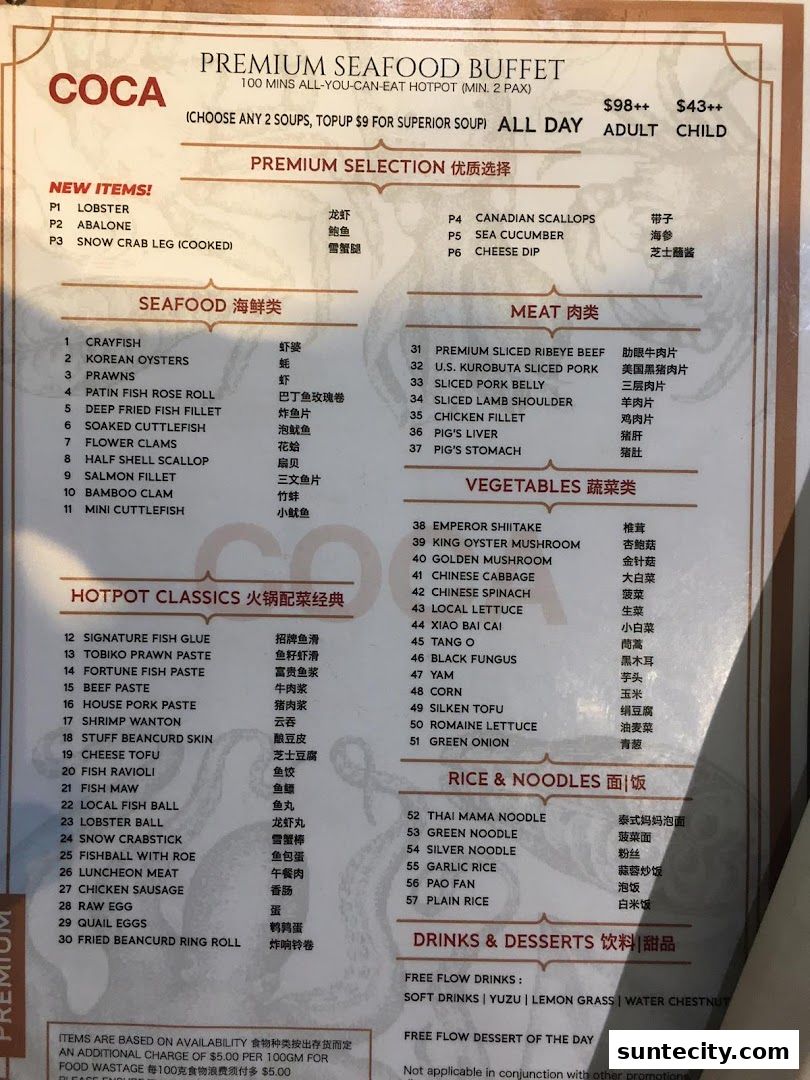 COCA
PREMIUM SEAFOOD BUFFET
100 MINS ALL-YOU-CAN-EAT HOTPOT (MIN. 2 PAX)
(CHOOSE ANY 2 SOUPS, TOPUP $9 FOR SUPERIOR SOUP) ALL DAY
$98++ ADULT
$43++ CHILD
PREMIUM SELECTION 优质选择
NEW ITEMS!
P1 LOBSTER 龙虾
P2 ABALONE 鲍鱼
P3 SNOW CRAB LEG (COOKED) 雪蟹腿
P4 CANADIAN SCALLOPS 带子
P5 SEA CUCUMBER 海参
P6 CHEESE DIP 芝士蘸酱
SEAFOOD 海鲜类
1 CRAYFISH 虾婆
2 KOREAN OYSTERS 蚝
3 PRAWNS 虾
4 PATIN FISH ROSE ROLL 巴丁鱼玫瑰卷
5 DEEP FRIED FISH FILLET 炸鱼片
6 SOAKED CUTTLEFISH 泡鱿鱼
7 FLOWER CLAMS 花蛤
8 HALF SHELL SCALLOP 扇贝
9 SALMON FILLET 三文鱼片
10 BAMBOO CLAM 竹蚌
11 MINI CUTTLEFISH 小鱿鱼
HOTPOT CLASSICS 火锅配菜经典
12 SIGNATURE FISH GLUE 招牌鱼滑
13 TOBIKO PRAWN PASTE 鱼籽虾滑
14 FORTUNE FISH PASTE 富贵鱼浆
15 BEEF PASTE 牛肉浆
16 HOUSE PORK PASTE 猪肉浆
17 SHRIMP WANTON 云吞
18 STUFF BEANCURD SKIN 酿豆皮
19 CHEESE TOFU 芝士豆腐
20 FISH RAVIOLI 鱼饺
21 FISH MAW 鱼鳔
22 LOCAL FISH BALL 鱼丸
23 LOBSTER BALL 龙虾丸
24 SNOW CRABSTICK 雪蟹棒
25 FISHBALL WITH ROE 鱼包蛋
26 LUNCHEON MEAT 午餐肉
27 CHICKEN SAUSAGE 香肠
28 RAW EGG 蛋
29 QUAIL EGGS 鹌鹑蛋
30 FRIED BEANCURD RING ROLL 炸响铃卷
MEAT 肉类
31 PREMIUM SLICED RIBEYE BEEF 肋眼牛肉片
32 U.S. KUROBUTA SLICED PORK 美国黑猪肉片
33 SLICED PORK BELLY 三层肉片
34 SLICED LAMB SHOULDER 羊肉片
35 CHICKEN FILLET 鸡肉片
36 PIG'S LIVER 猪肝
37 PIG'S STOMACH 猪肚
VEGETABLES 蔬菜类
38 EMPEROR SHIITAKE 椎茸
39 KING OYSTER MUSHROOM 杏鲍菇
40 GOLDEN MUSHROOM 金针菇
41 CHINESE CABBAGE 大白菜
42 CHINESE SPINACH 菠菜
43 LOCAL LETTUCE 生菜
44 XIAO BAI CAI 小白菜
45 TANG O 茼蒿
46 BLACK FUNGUS 黑木耳
47 YAM 芋头
48 CORN 玉米
49 SILKEN TOFU 绢豆腐
50 ROMAINE LETTUCE 油麦菜
51 GREEN ONION 青葱
RICE & NOODLES 面|饭
52 THAI MAMA NOODLE 泰式妈妈泡面
53 GREEN NOODLE 菠菜面
54 SILVER NOODLE 粉丝
55 GARLIC RICE 蒜蓉炒饭
56 PAO FAN 泡饭
57 PLAIN RICE 白米饭
DRINKS & DESSERTS 饮料|甜品
FREE FLOW DRINKS :
SOFT DRINKS | YUZU | LEMON GRASS | WATER CHESTNUT
FREE FLOW DESSERT OF THE DAY
Not applicable in conjunction with other promotions
PREMIUM
ITEMS ARE BASED ON AVAILABILITY 食物种类按出存货而定
AN ADDITIONAL CHARGE OF $5.00 PER 100GM FOR
FOOD WASTAGE 每100克食物浪费须付多 $5.00
COCA
suntecity.com